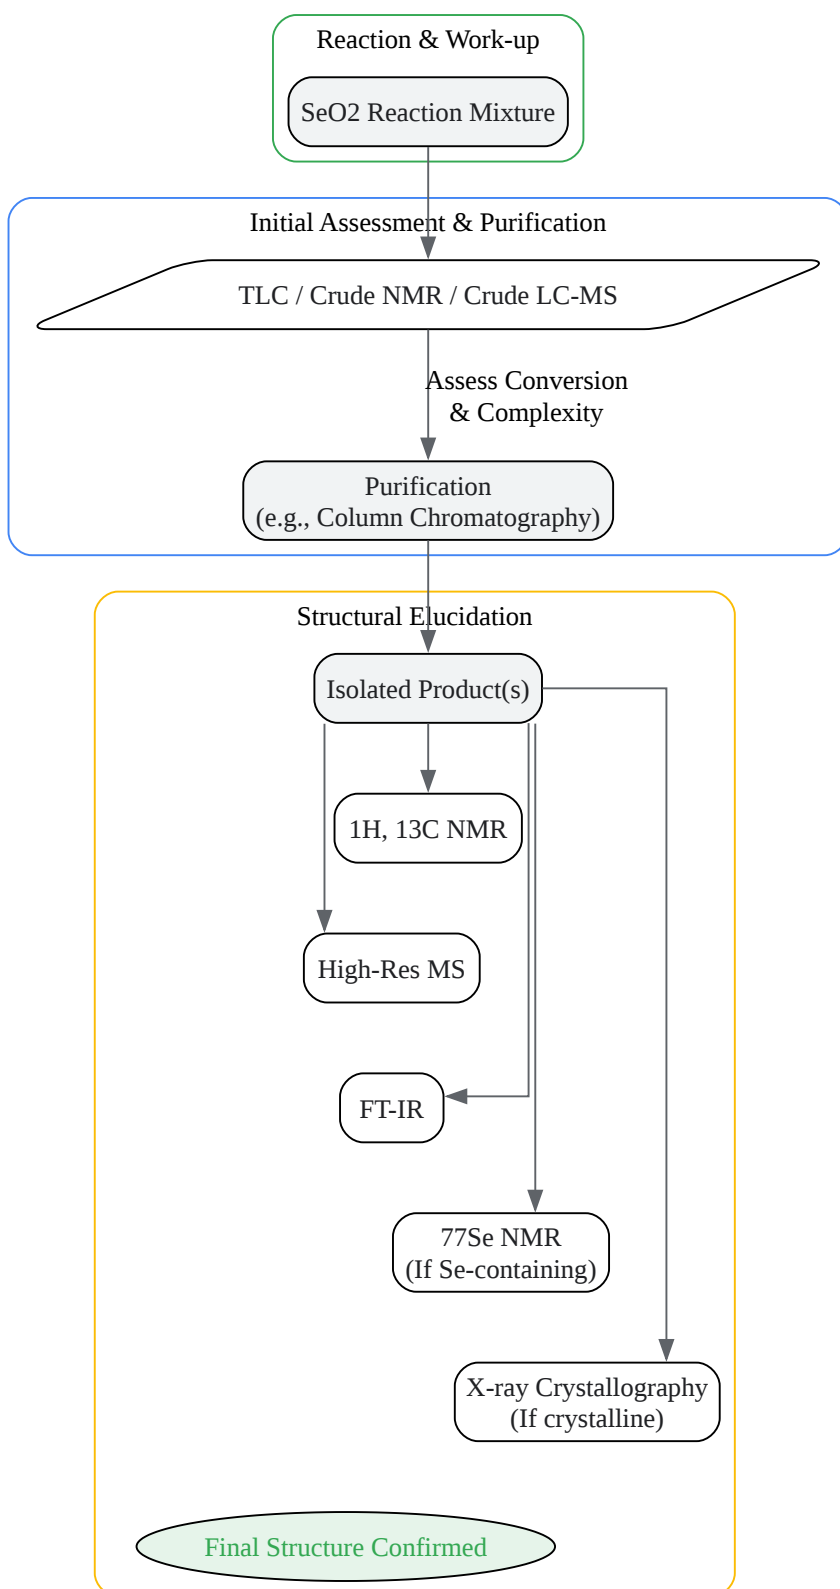 Reaction & Work-up
SeO2 Reaction Mixture
Initial Assessment & Purification
TLC / Crude NMR / Crude LC-MS
Assess Conversion
& Complexity
Purification
(e.g., Column Chromatography)
Structural Elucidation
Isolated Product(s)
1H, 13C NMR
High-Res MS
FT-IR
77Se NMR
(If Se-containing)
X-ray Crystallography
(If crystalline)
Final Structure Confirmed